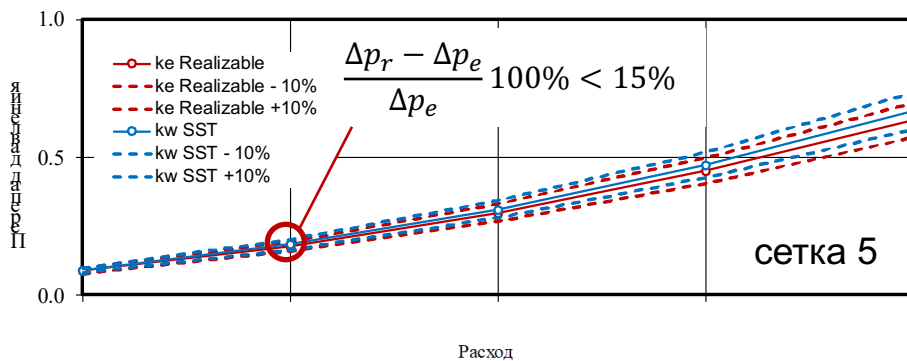 1.0
ke Realizable
ke Realizable - 10%
ke Realizable +10%
kw SST
kw SST - 10%
kw SST +10%
(Δp_r − Δp_e) / Δp_e 100% < 15%
Перепад давления
0.5
сетка 5
0.0
Расход